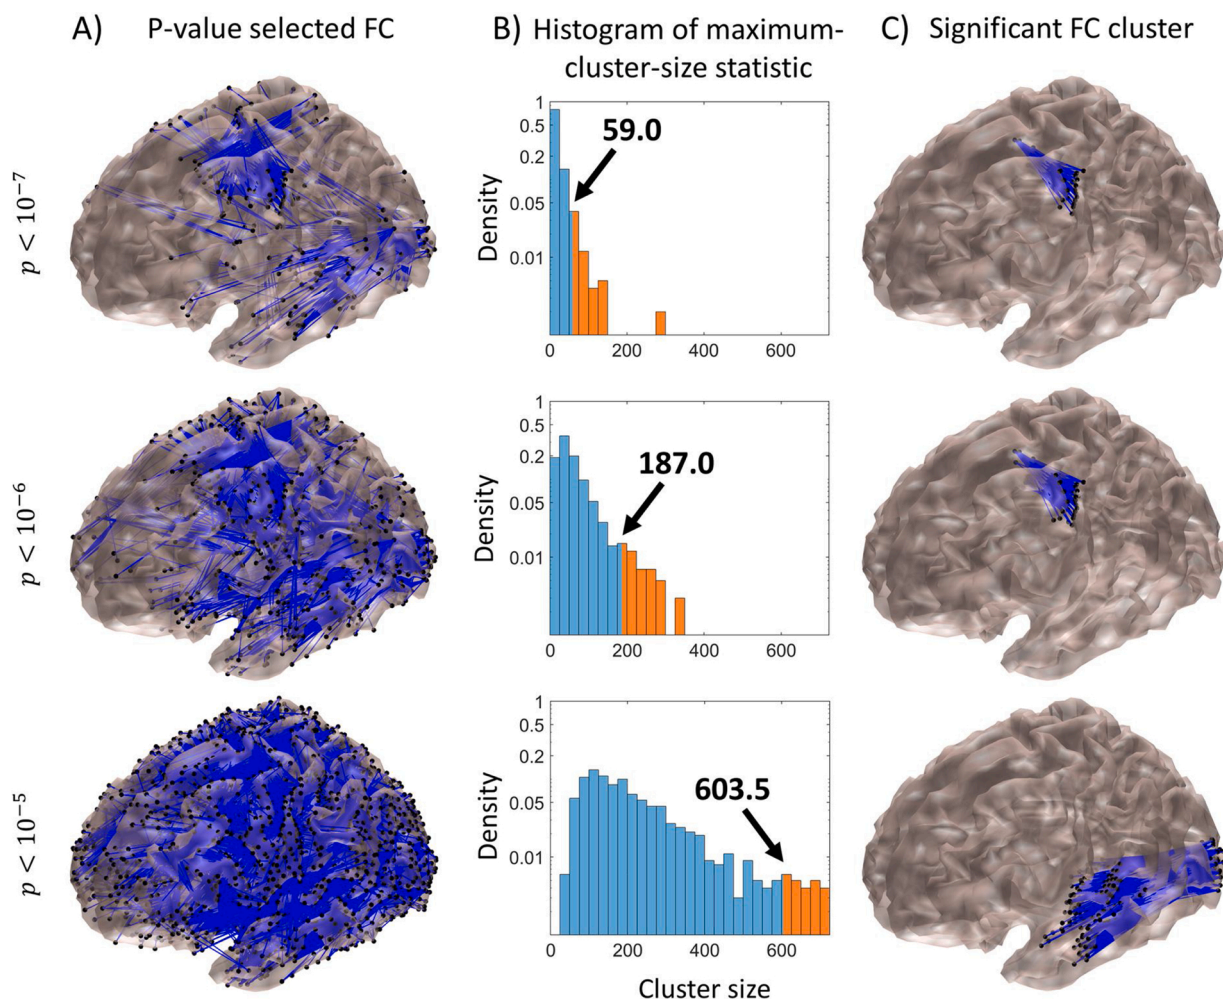 A) P-value selected FC
B) Histogram of maximum-
cluster-size statistic
C) Significant FC cluster
p < 10⁻⁷
Density
1
0.5
0.2
0.05
0.01
59.0
0 200 400 600
p < 10⁻⁶
Density
1
0.5
0.2
0.05
0.01
187.0
0 200 400 600
p < 10⁻⁵
Density
1
0.5
0.2
0.05
0.01
603.5
0 200 400 600
Cluster size